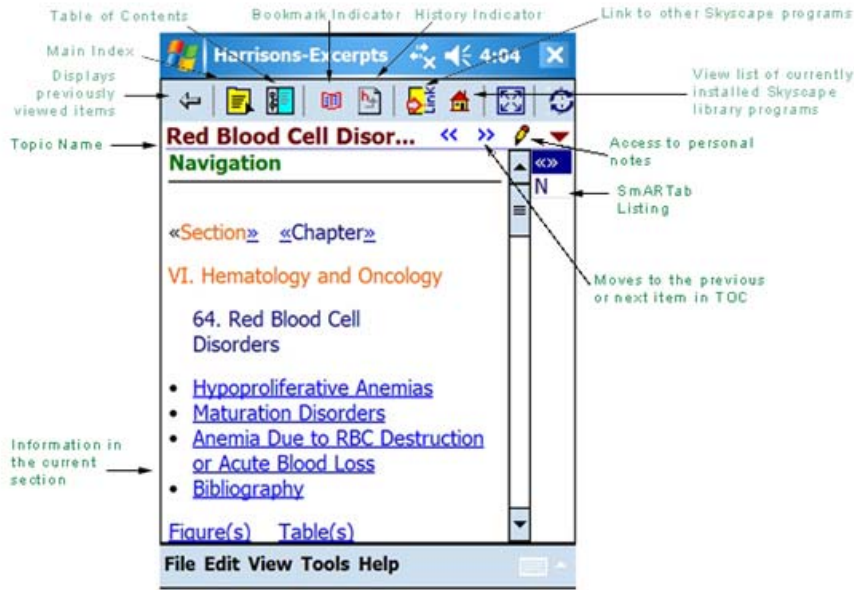 Table of Contents
Bookmark Indicator
History Indicator
Link to other Skyscape programs
Main Index
Displays
previously
viewed items
Harrisons-Excerpts
4:04
Link
View list of currently
installed Skyscape
library programs
Topic Name
Red Blood Cell Disor...
«
»
Access to personal
notes
Navigation
«»
N
SmARTab
Listing
«Section» «Chapter»
VI. Hematology and Oncology
Moves to the previous
or next item in TOC
64. Red Blood Cell
Disorders
• Hypoproliferative Anemias
• Maturation Disorders
• Anemia Due to RBC Destruction
or Acute Blood Loss
• Bibliography
Information in
the current
section
Figure(s) Table(s)
File Edit View Tools Help